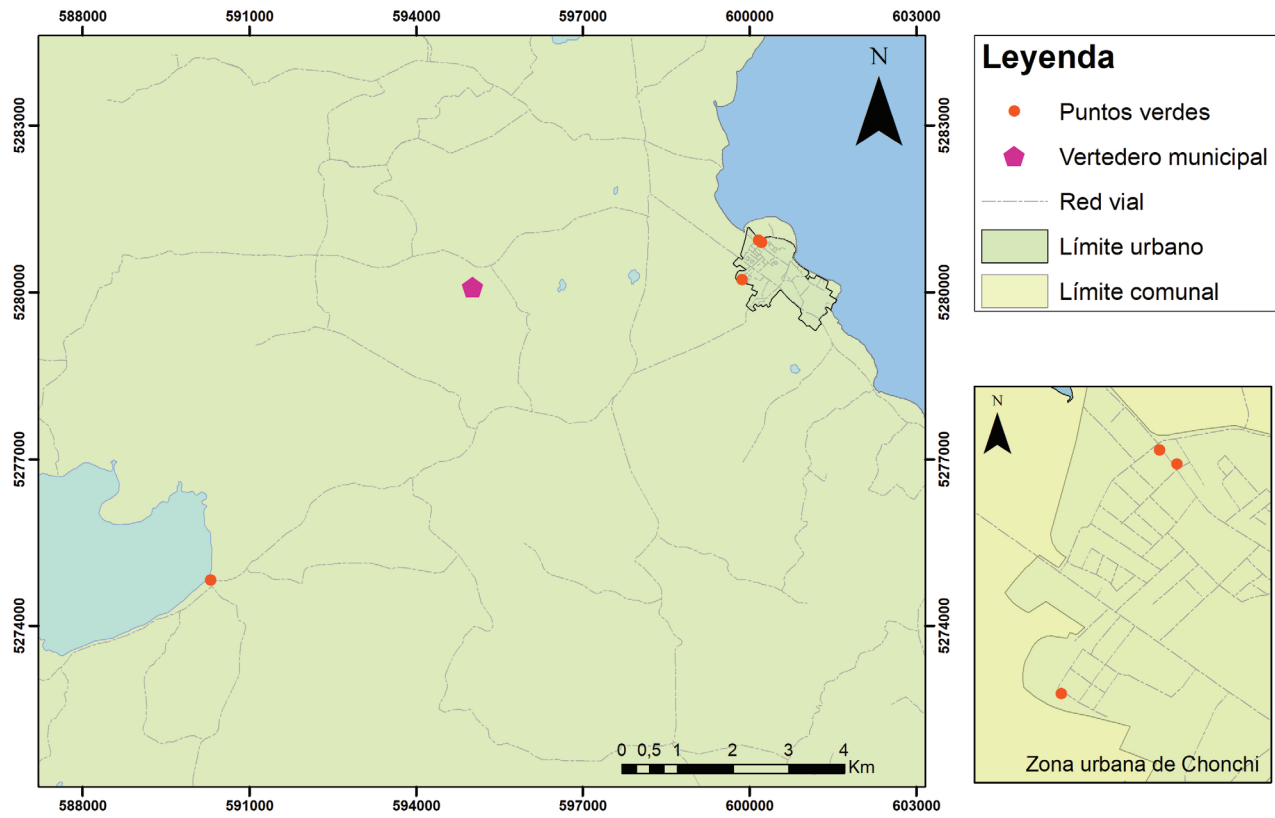 588000 591000 594000 597000 600000 603000
5283000 5283000
5280000 5280000
5277000 5277000
5274000 5274000
N
0 0,5 1 2 3 4
Km
588000 591000 594000 597000 600000 603000
Leyenda
Puntos verdes
Vertedero municipal
Red vial
Límite urbano
Límite comunal
N
Zona urbana de Chonchi